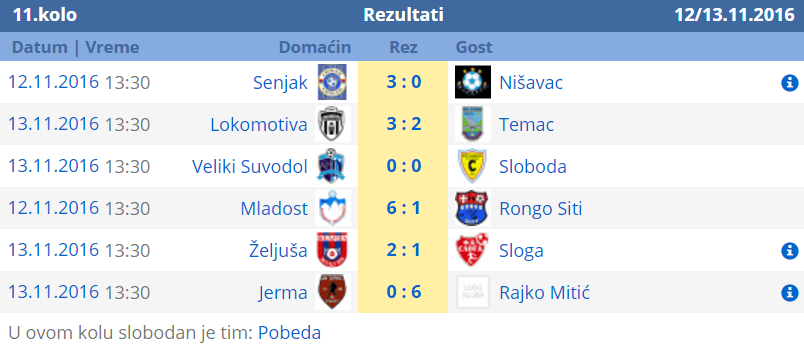 11.kolo Rezultati 12/13.11.2016
Datum | Vreme Domaćin Rez Gost
12.11.2016 13:30 Senjak 3 : 0 Nišavac
13.11.2016 13:30 Lokomotiva 3 : 2 Temac
13.11.2016 13:30 Veliki Suvodol 0 : 0 Sloboda
12.11.2016 13:30 Mladost 6 : 1 Rongo Siti
13.11.2016 13:30 Željuša 2 : 1 Sloga
13.11.2016 13:30 Jerma 0 : 6 LOGO KLUBA Rajko Mitić
U ovom kolu slobodan je tim: Pobeda